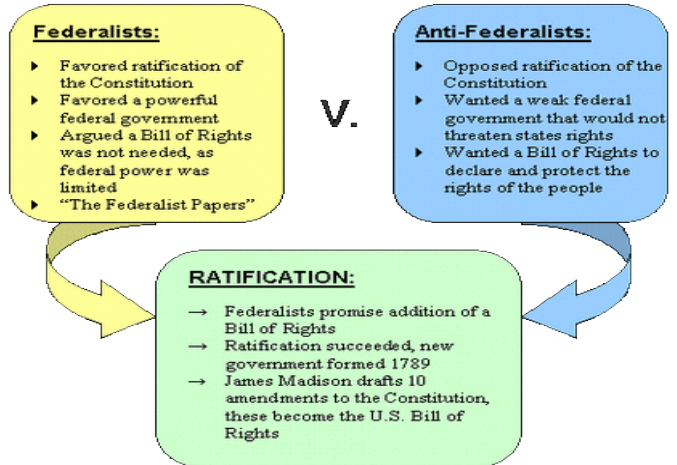 Federalists:
‣ Favored ratification of
the Constitution
‣ Favored a powerful
federal government
‣ Argued a Bill of Rights
was not needed, as
federal power was
limited
‣ “The Federalist Papers”
v.
Anti-Federalists:
‣ Opposed ratification of the
Constitution
‣ Wanted a weak federal
government that would not
threaten states rights
‣ Wanted a Bill of Rights to
declare and protect the
rights of the people
RATIFICATION:
→ Federalists promise addition of a
Bill of Rights
→ Ratification succeeded, new
government formed 1789
→ James Madison drafts 10
amendments to the Constitution,
these become the U.S. Bill of
Rights